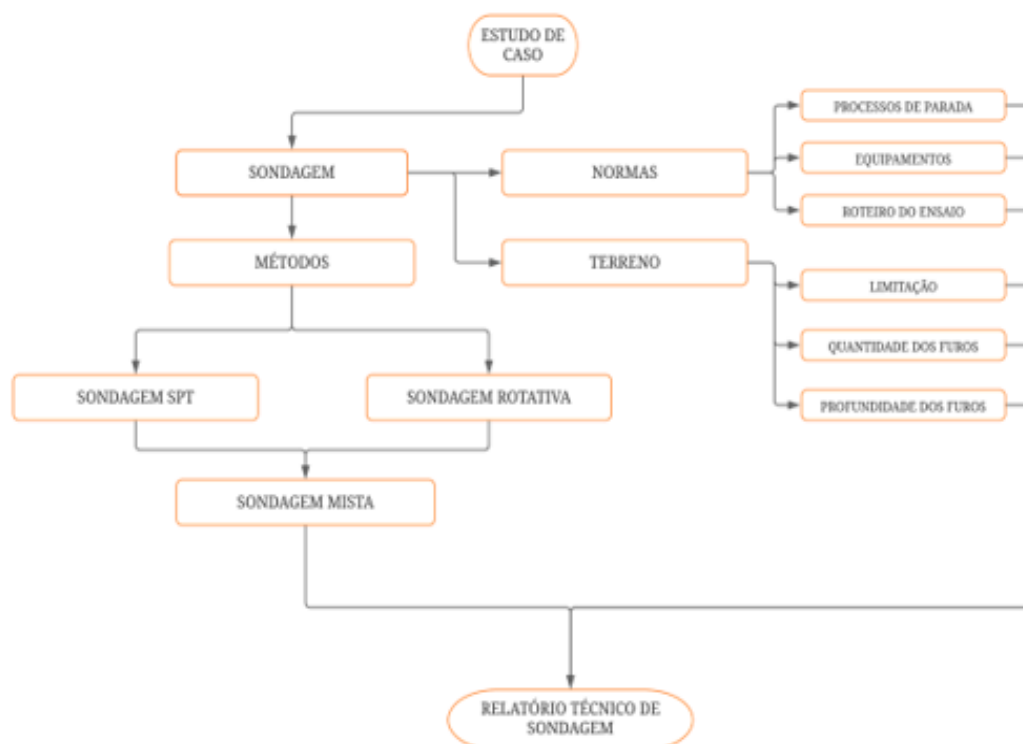 ESTUDO DE
CASO
PROCESSOS DE PARADA
SONDAGEM
NORMAS
EQUIPAMENTOS
ROTEIRO DO ENSAIO
MÉTODOS
TERRENO
LIMITAÇÃO
QUANTIDADE DOS FUROS
SONDAGEM SPT
SONDAGEM ROTATIVA
PROFUNDIDADE DOS FUROS
SONDAGEM MISTA
RELATÓRIO TÉCNICO DE
SONDAGEM